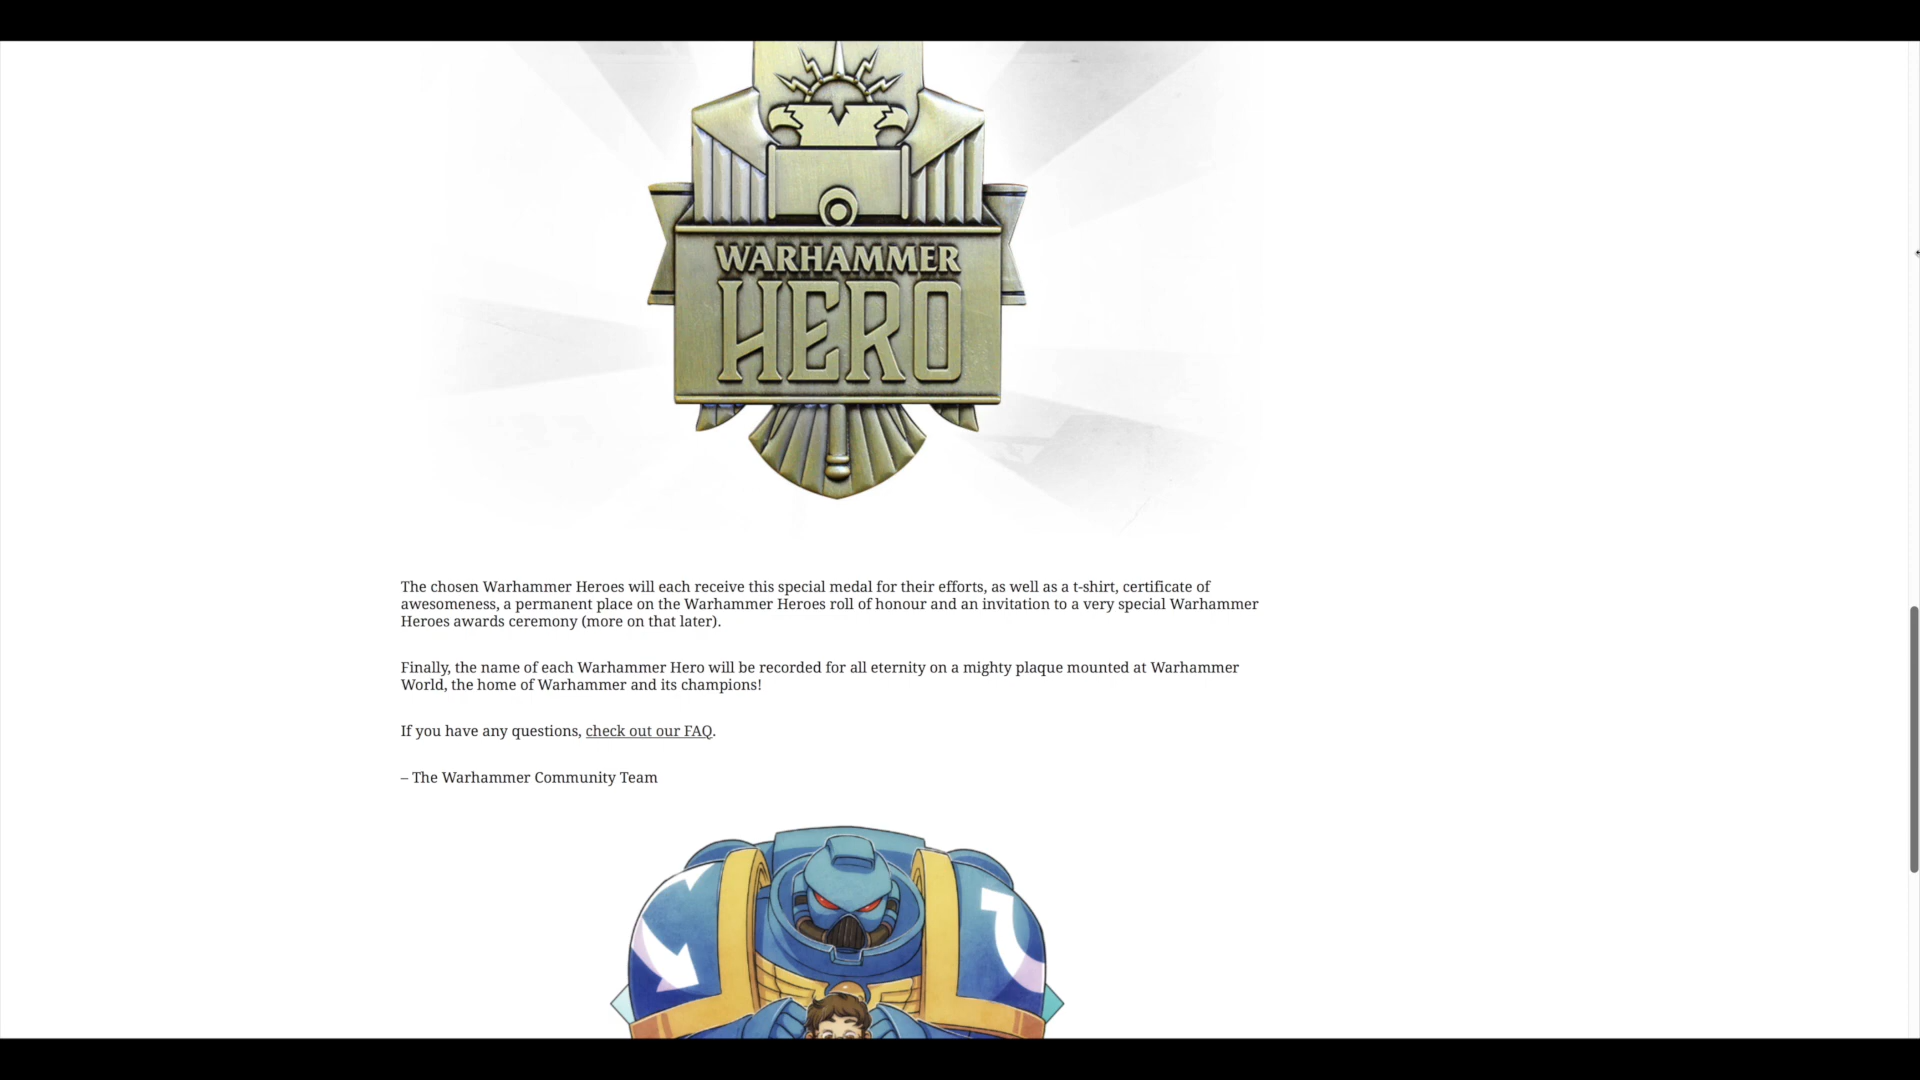 WARHAMMER
HERO
The chosen Warhammer Heroes will each receive this special medal for their efforts, as well as a t-shirt, certificate of
awesomeness, a permanent place on the Warhammer Heroes roll of honour and an invitation to a very special Warhammer
Heroes awards ceremony (more on that later).
Finally, the name of each Warhammer Hero will be recorded for all eternity on a mighty plaque mounted at Warhammer
World, the home of Warhammer and its champions!
If you have any questions, check out our FAQ.
– The Warhammer Community Team